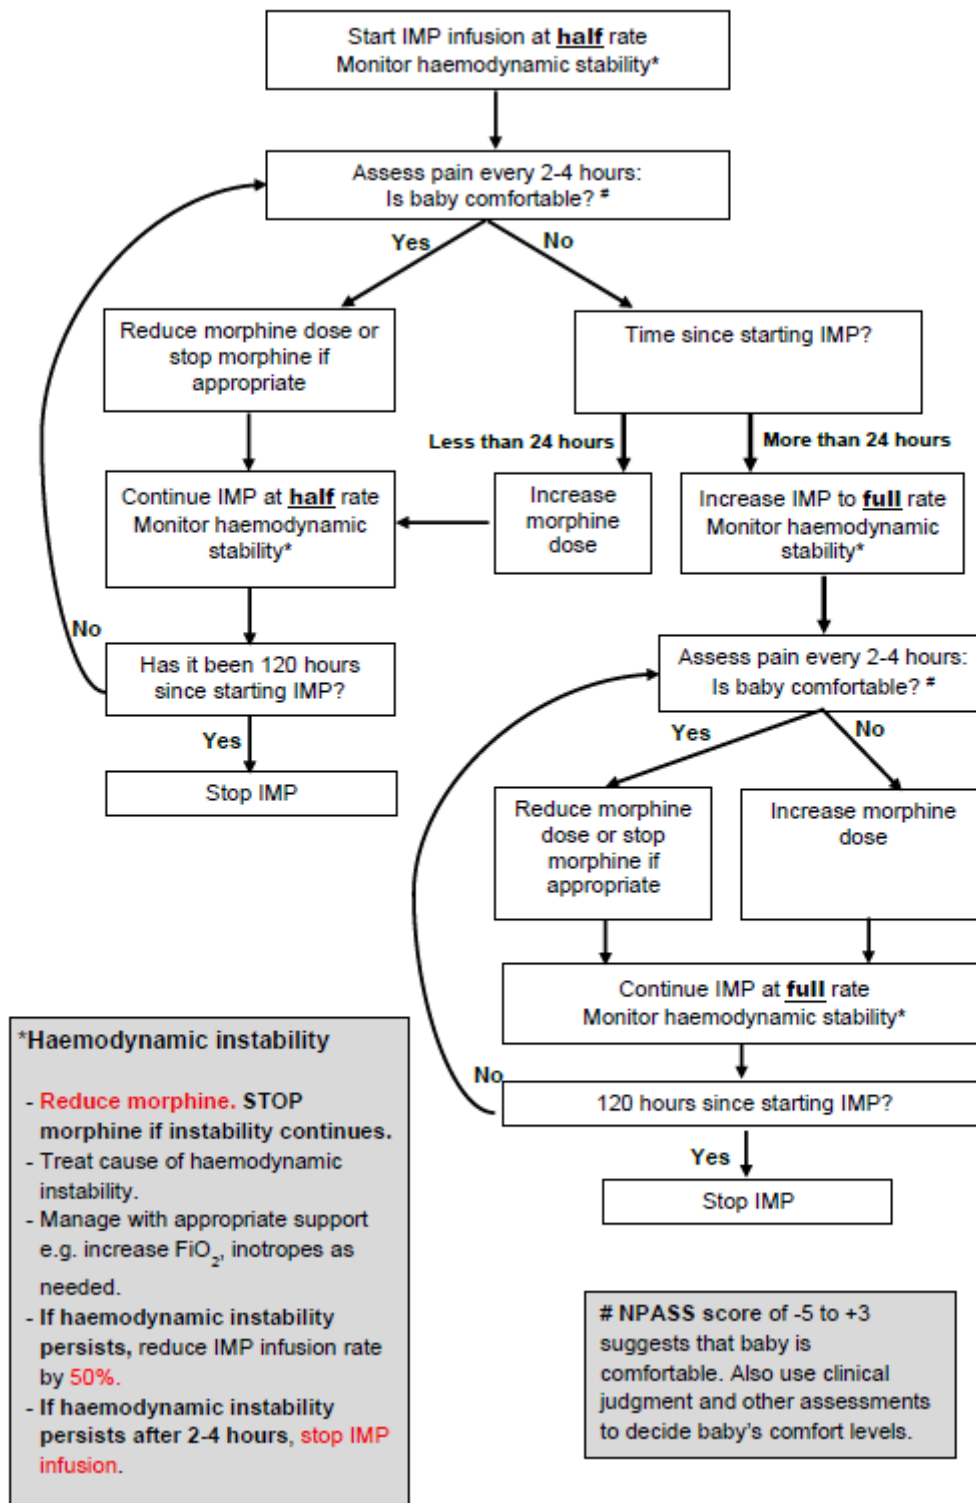 Start IMP infusion at half rate
Monitor haemodynamic stability*
Assess pain every 2-4 hours:
Is baby comfortable? #
Yes
No
Reduce morphine dose or
stop morphine if
appropriate
Time since starting IMP?
Less than 24 hours
More than 24 hours
Continue IMP at half rate
Monitor haemodynamic
stability*
Increase
morphine
dose
Increase IMP to full rate
Monitor haemodynamic
stability*
No
Has it been 120 hours
since starting IMP?
Yes
Stop IMP
Assess pain every 2-4 hours:
Is baby comfortable? #
Yes
No
Reduce morphine
dose or stop
morphine if
appropriate
Increase morphine
dose
Continue IMP at full rate
Monitor haemodynamic stability*
No
120 hours since starting IMP?
Yes
Stop IMP
*Haemodynamic instability
- Reduce morphine. STOP
morphine if instability continues.
- Treat cause of haemodynamic
instability.
- Manage with appropriate support
e.g. increase FiO2, inotropes as
needed.
- If haemodynamic instability
persists, reduce IMP infusion rate
by 50%.
- If haemodynamic instability
persists after 2-4 hours, stop IMP
infusion.
# NPASS score of -5 to +3
suggests that baby is
comfortable. Also use clinical
judgment and other assessments
to decide baby's comfort levels.